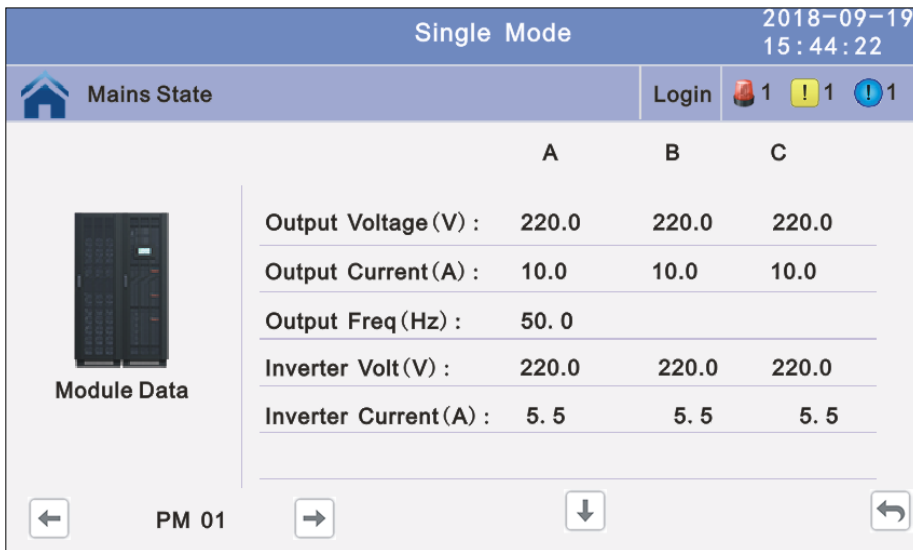 Single Mode
2018-09-19
15:44:22
Mains State
Login
1
! 1
! 1
A B C
Output Voltage(V): 220.0 220.0 220.0
Output Current(A): 10.0 10.0 10.0
Output Freq(Hz): 50.0
Inverter Volt(V): 220.0 220.0 220.0
Inverter Current(A): 5.5 5.5 5.5
Module Data
PM 01